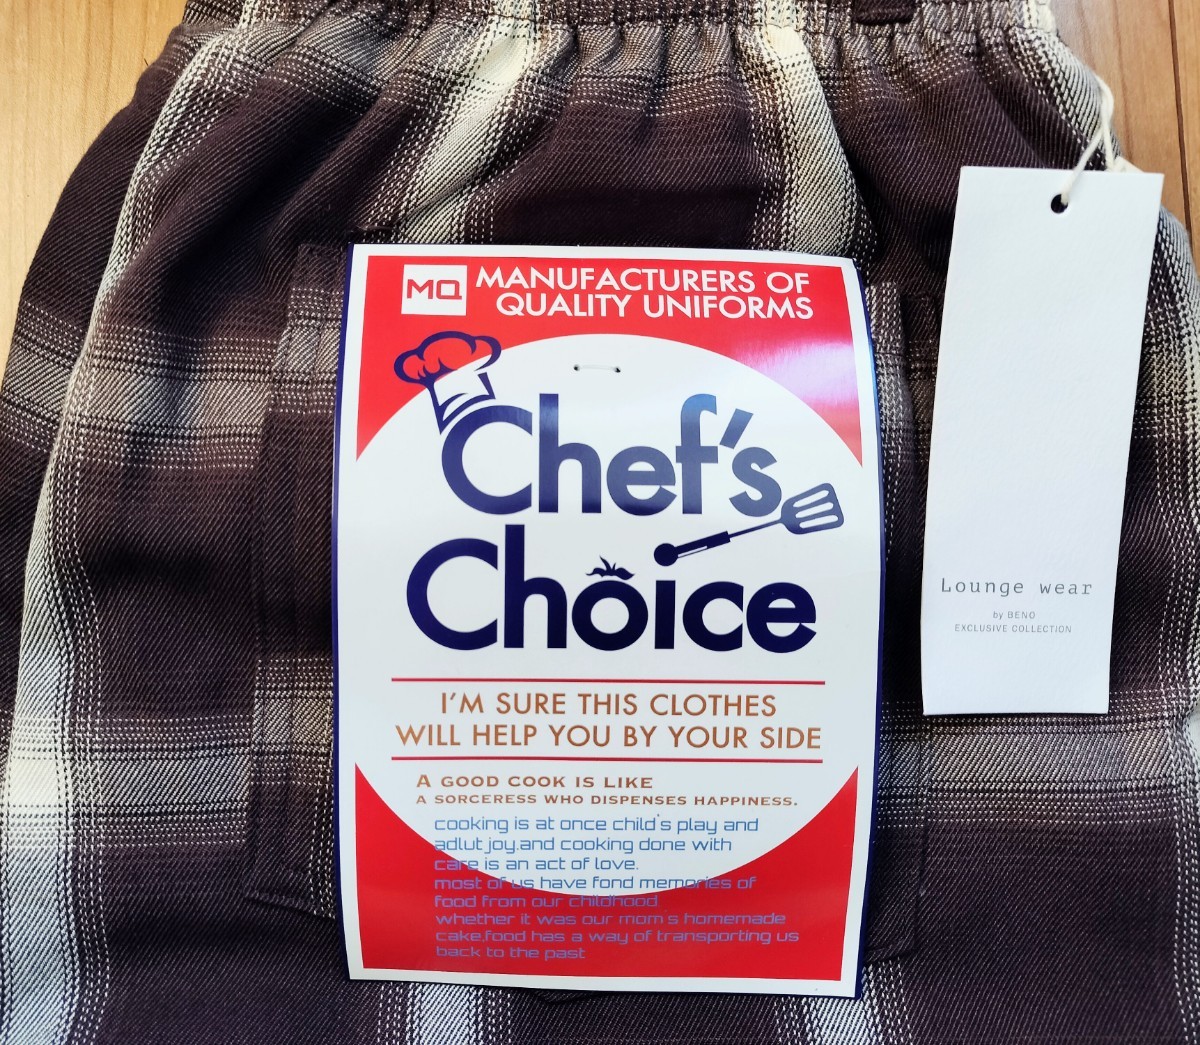 MQ
MANUFACTURERS OF
QUALITY UNIFORMS
Chef's
Choice
I'M SURE THIS CLOTHES
WILL HELP YOU BY YOUR SIDE
A GOOD COOK IS LIKE
A SORCERESS WHO DISPENSES HAPPINESS.
cooking is at once child's play and
adlut joy.and cooking done with
care is an act of love.
most of us have fond memories of
food from our childhood
whether it was our mom's homemade
cake,food has a way of transporting us
back to the past
Lounge wear
by BENO
EXCLUSIVE COLLECTION